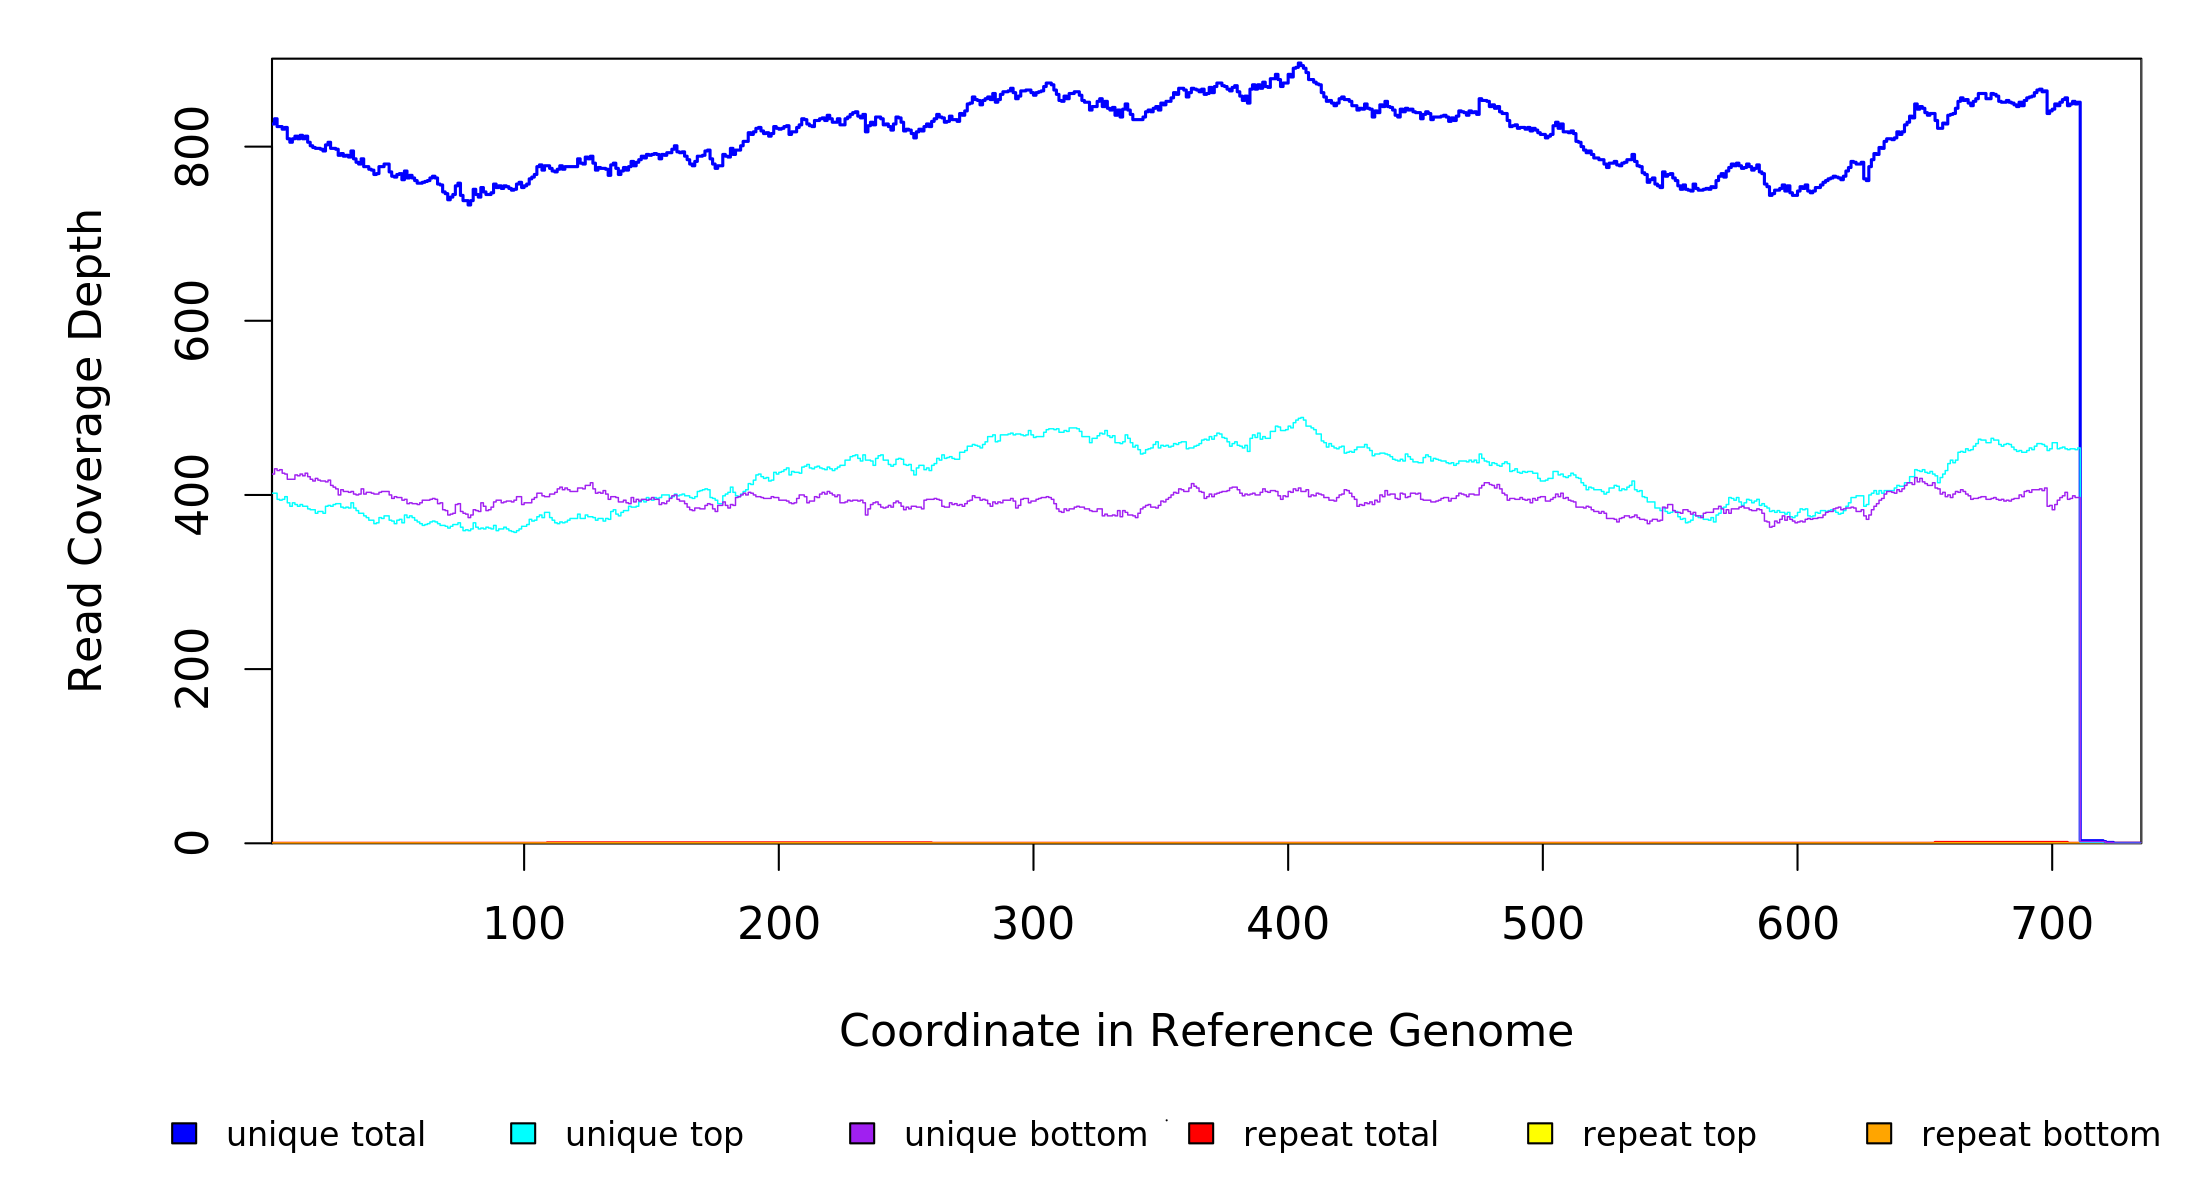 Read Coverage Depth
800
600
400
200
0
100 200 300 400 500 600 700
Coordinate in Reference Genome
unique total unique top unique bottom repeat total repeat top repeat bottom